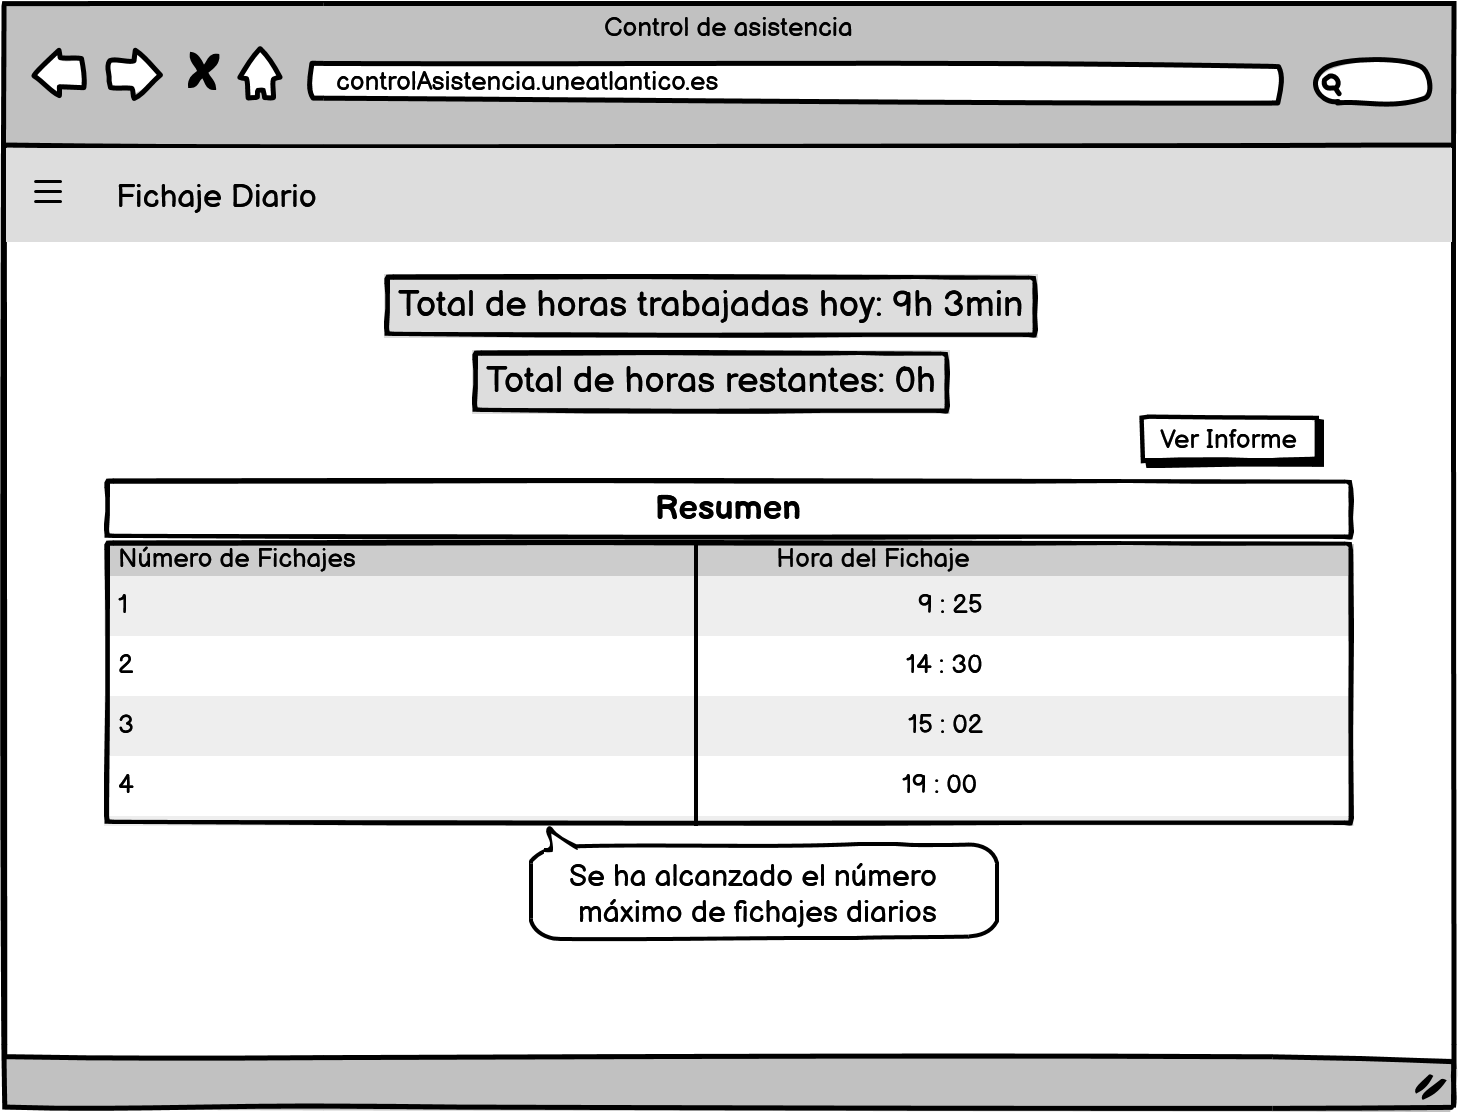 Control de asistencia
controlAsistencia.uneatlantico.es
Fichaje Diario
Total de horas trabajadas hoy: 9h 3min
Total de horas restantes: 0h
Ver Informe
Resumen
Número de Fichajes Hora del Fichaje
1 9 : 25
2 14 : 30
3 15 : 02
4 19 : 00
Se ha alcanzado el número
máximo de fichajes diarios